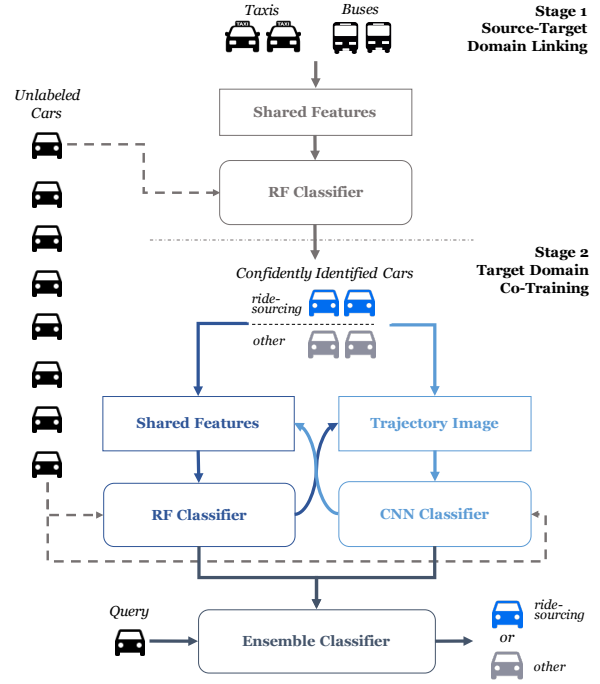 Taxis
Buses
Stage 1
Source-Target
Domain Linking
TAXI
TAXI
Unlabeled
Cars
Shared Features
RF Classifier
Stage 2
Target Domain
Co-Training
Confidently Identified Cars
ride-
sourcing
other
Shared Features
Trajectory Image
RF Classifier
CNN Classifier
Query
Ensemble Classifier
ride-
sourcing
or
other